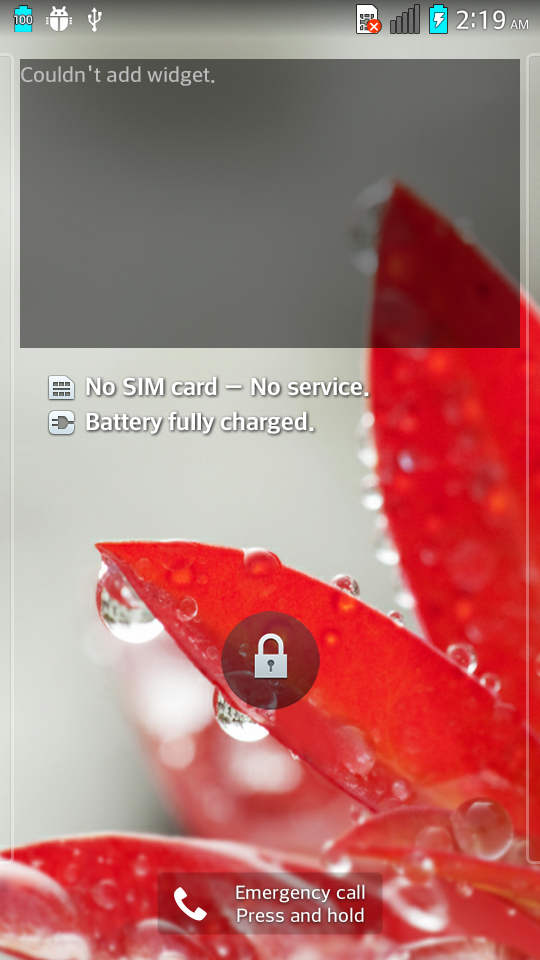 100
2:19 AM
Couldn't add widget.
No SIM card – No service.
Battery fully charged.
Emergency call
Press and hold